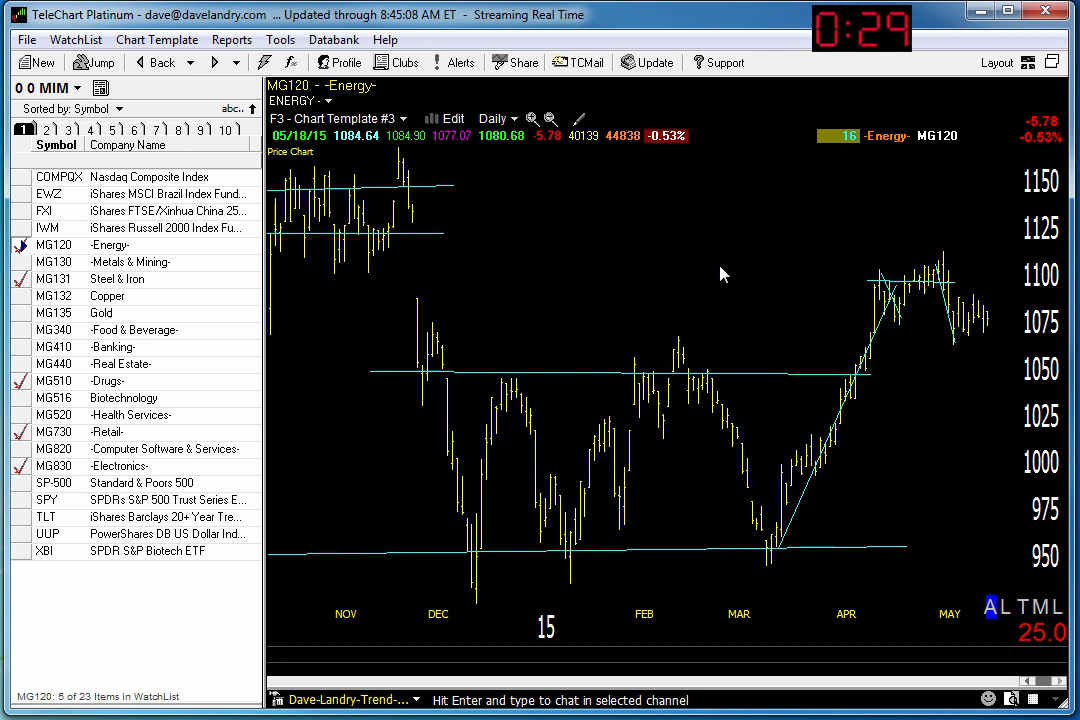 TeleChart Platinum - dave@davelandry.com ... Updated through 8:45:08 AM ET - Streaming Real Time
0:29
File WatchList Chart Template Reports Tools Databank Help
New Jump Back Profile Clubs Alerts Share TCMail Update Support Layout
0 0 MIM
Sorted by: Symbol abc..
1 2 3 4 5 6 7 8 9 10
Symbol Company Name
COMPQX Nasdaq Composite Index
EWZ iShares MSCI Brazil Index Fund...
FXI iShares FTSE/Xinhua China 25...
IWM iShares Russell 2000 Index Fu...
MG120 -Energy-
MG130 -Metals & Mining-
MG131 Steel & Iron
MG132 Copper
MG135 Gold
MG340 -Food & Beverage-
MG410 -Banking-
MG440 -Real Estate-
MG510 -Drugs-
MG516 Biotechnology
MG520 -Health Services-
MG730 -Retail-
MG820 -Computer Software & Services-
MG830 -Electronics-
SP-500 Standard & Poors 500
SPY SPDRs S&P 500 Trust Series E...
TLT iShares Barclays 20+ Year Tre...
UUP PowerShares DB US Dollar Ind...
XBI SPDR S&P Biotech ETF
MG120: 5 of 23 Items in WatchList
MG120 - -Energy-
ENERGY -
F3 - Chart Template #3 Edit Daily
05/18/15 1084.64 1084.90 1077.07 1080.68 -5.78 40139 44838 -0.53% 16 -Energy- MG120
-5.78
-0.53%
Price Chart
1150
1125
1100
1075
1050
1025
1000
975
950
NOV DEC 15 FEB MAR APR MAY
A L T M L
25.0
Dave-Landry-Trend-... Hit Enter and type to chat in selected channel